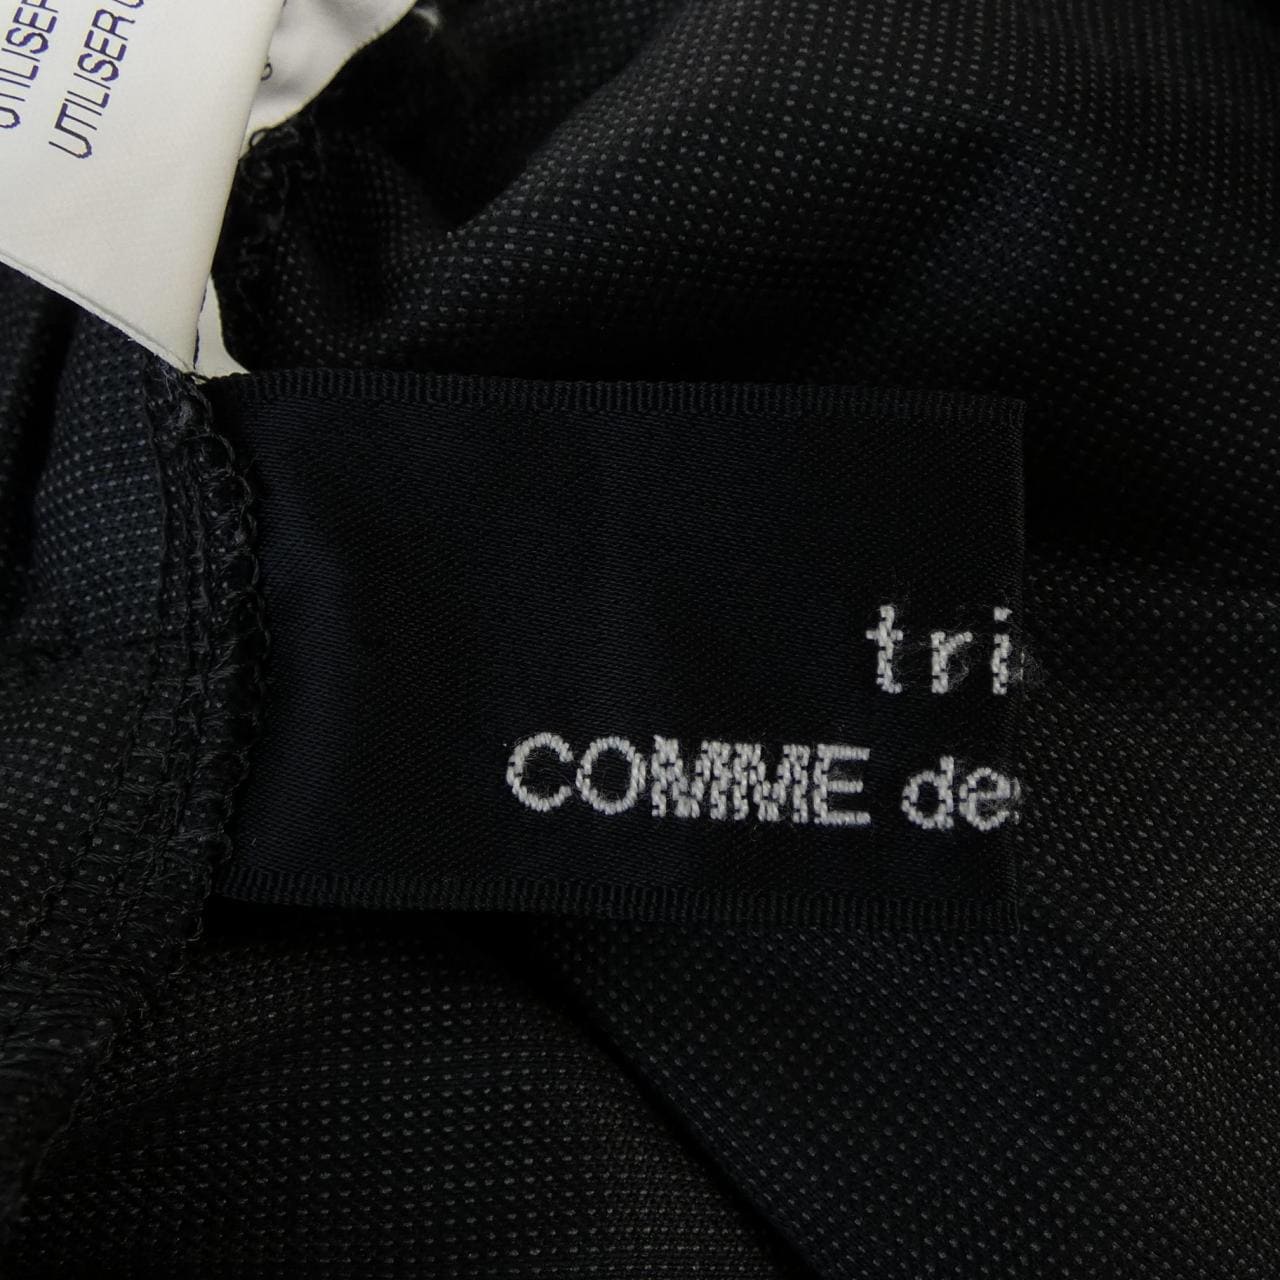 UTILISER
UTILISER
tri
COMME de